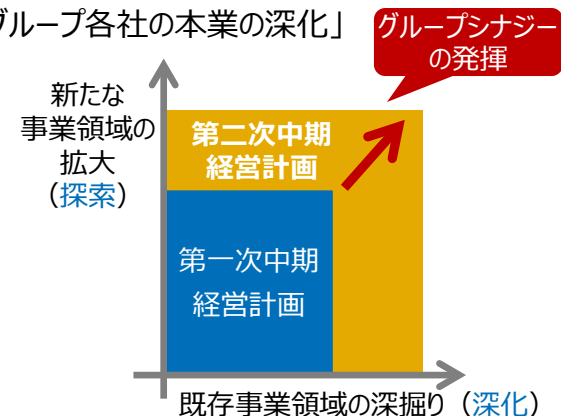 グループ各社の本業の深化」
グループシナジー
の発揮
新たな
事業領域の
拡大
（探索）
第二次中期
経営計画
第一次中期
経営計画
既存事業領域の深掘り（深化）